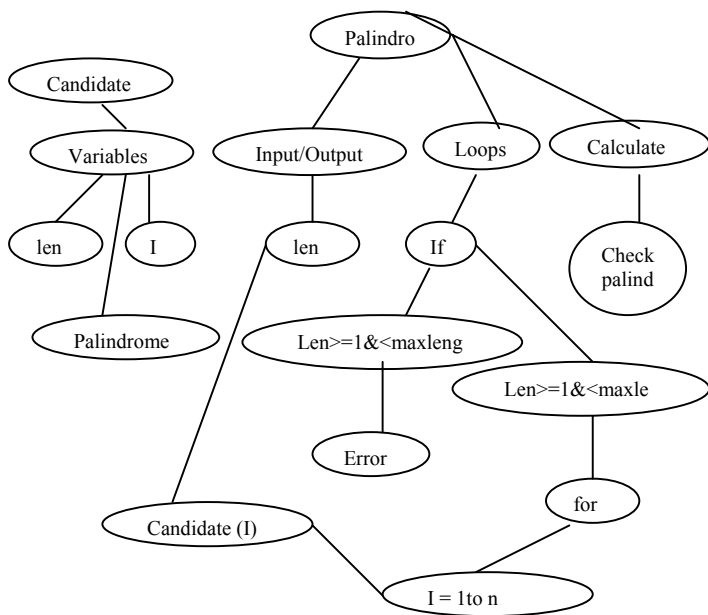 Palindro
Candidate
Variables
Input/Output
Loops
Calculate
len
I
len
If
Check
palind
Palindrome
Len>=1&<maxleng
Len>=1&<maxle
Error
for
Candidate (I)
I = 1to n